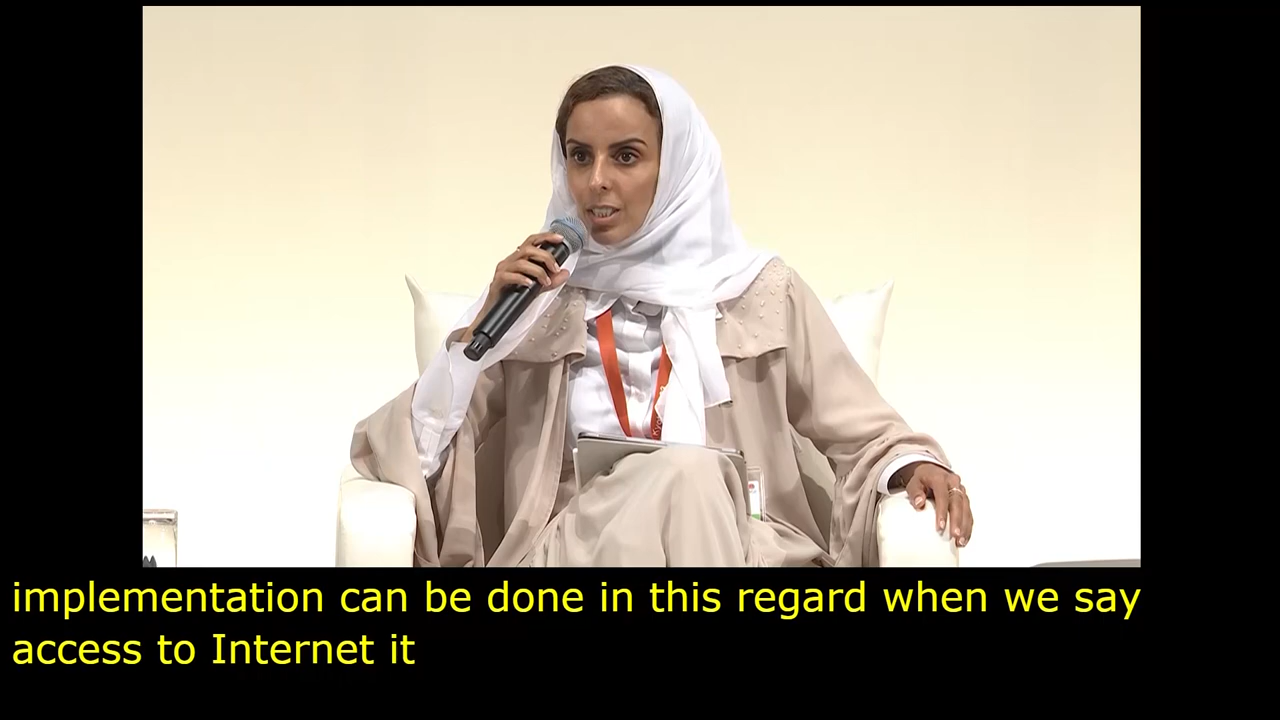 implementation can be done in this regard when we say
access to Internet it